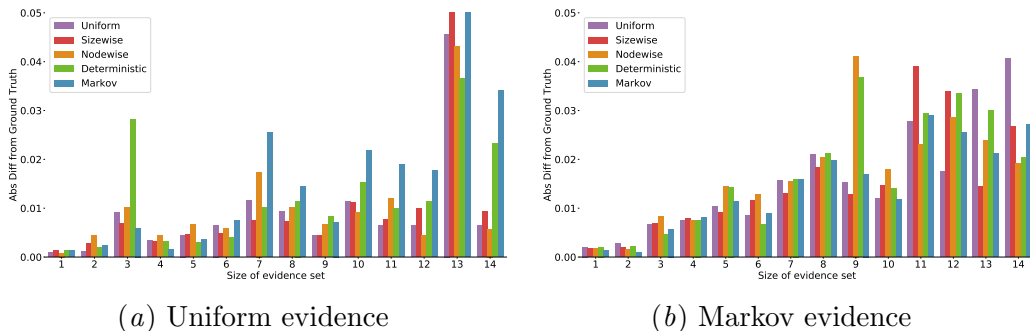 0.05
0.04
0.03
0.02
0.01
0.00
Abs Diff from Ground Truth
Uniform
Sizewise
Nodewise
Deterministic
Markov
1 2 3 4 5 6 7 8 9 10 11 12 13 14
Size of evidence set
(a) Uniform evidence
0.05
0.04
0.03
0.02
0.01
0.00
Abs Diff from Ground Truth
Uniform
Sizewise
Nodewise
Deterministic
Markov
1 2 3 4 5 6 7 8 9 10 11 12 13 14
Size of evidence set
(b) Markov evidence